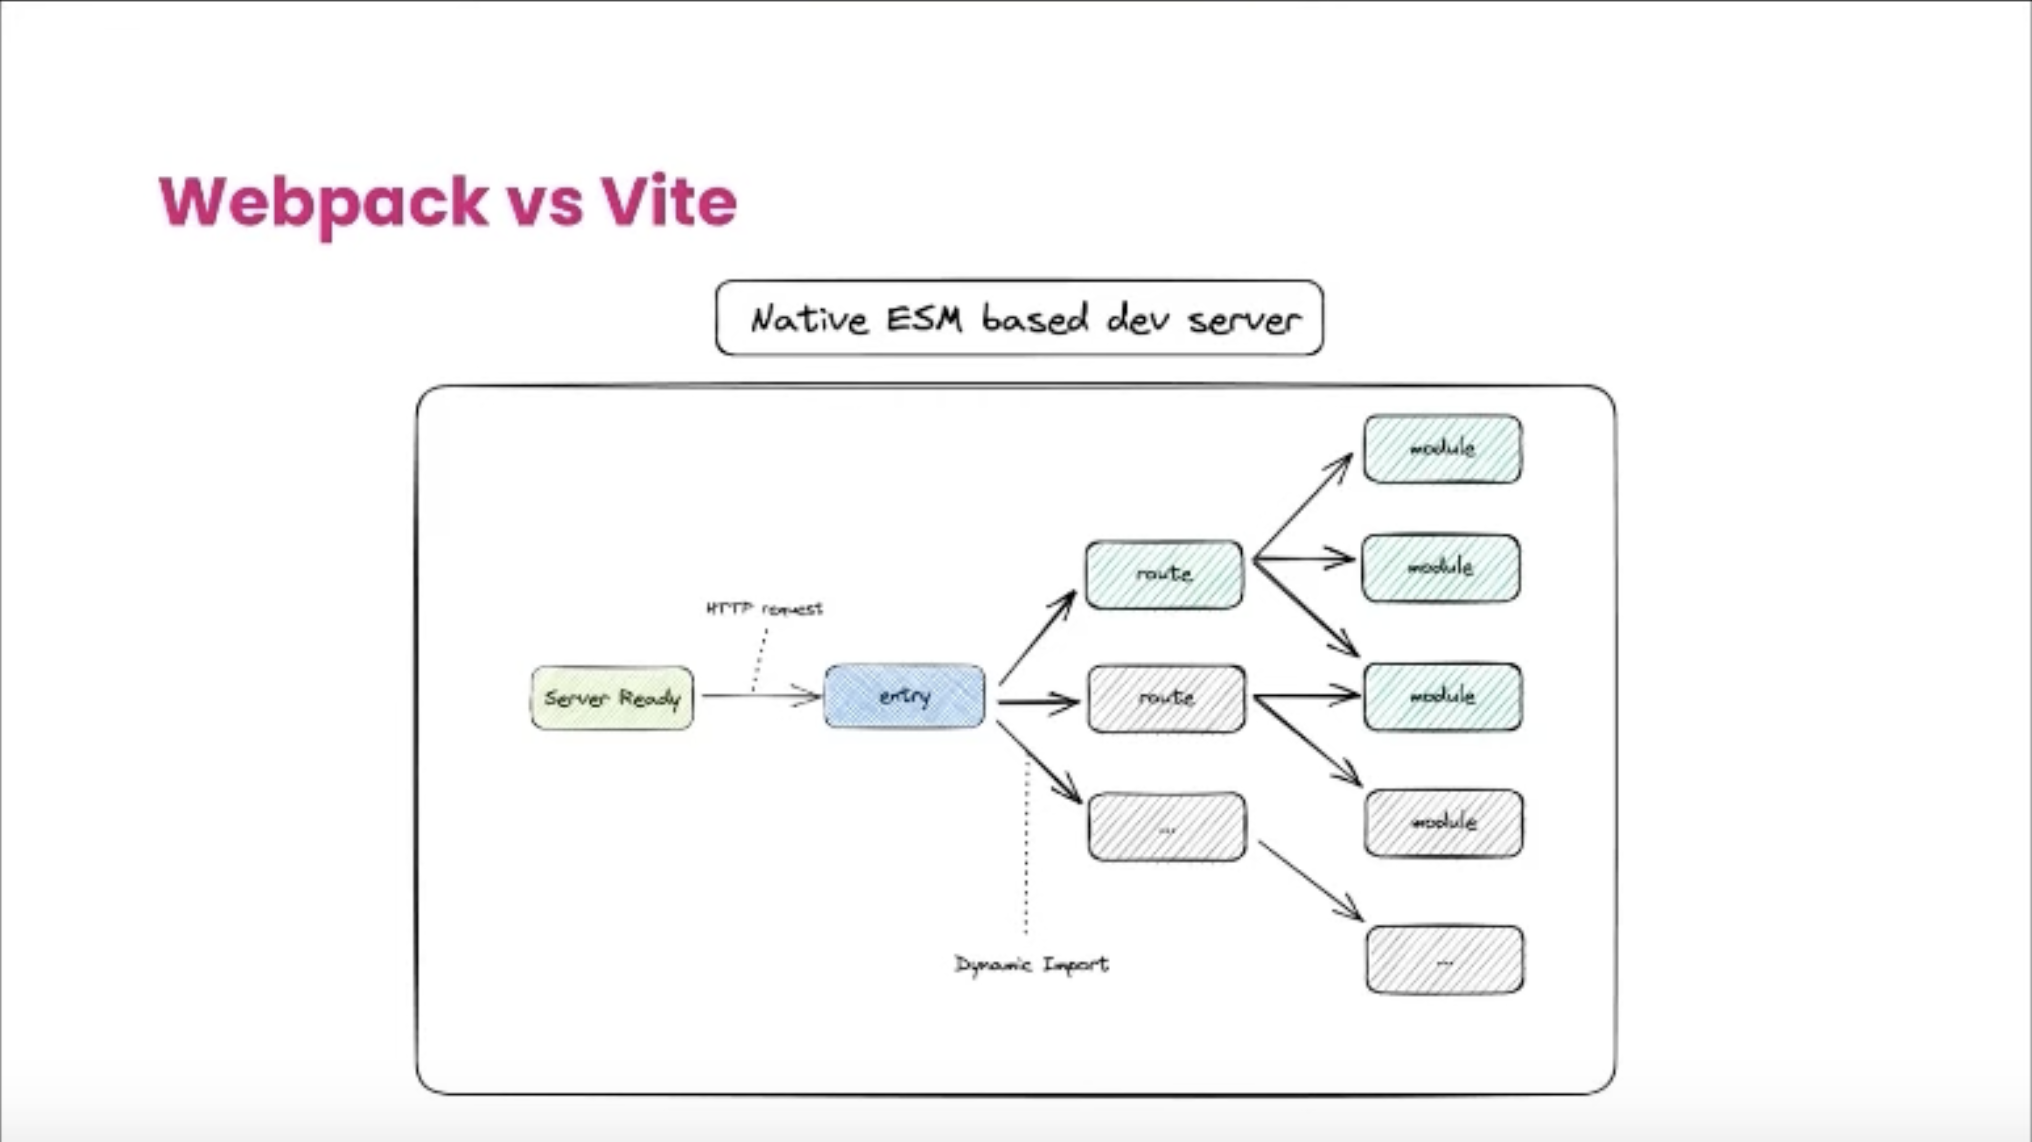 Webpack vs Vite
Native ESM based dev server
module
route
module
HTTP request
Server Ready
entry
route
module
...
module
Dynamic Import
...